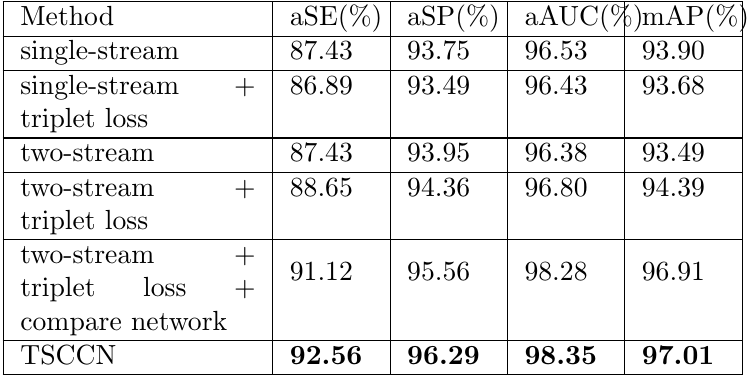 Method aSE(%) aSP(%) aAUC(%) mAP(%)
single-stream 87.43 93.75 96.53 93.90
single-stream + 86.89 93.49 96.43 93.68
triplet loss
two-stream 87.43 93.95 96.38 93.49
two-stream + 88.65 94.36 96.80 94.39
triplet loss
two-stream +
triplet loss + 91.12 95.56 98.28 96.91
compare network
TSCCN 92.56 96.29 98.35 97.01